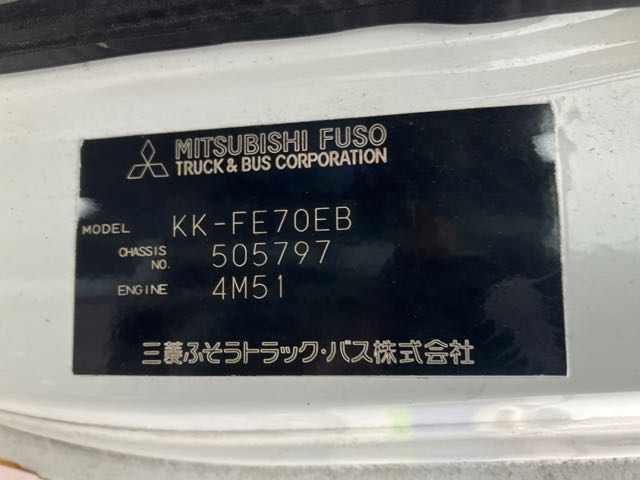 MITSUBISHI FUSO
TRUCK & BUS CORPORATION
MODEL KK-FE70EB
CHASSIS NO. 505797
ENGINE 4M51
三菱ふそうトラック・バス株式会社